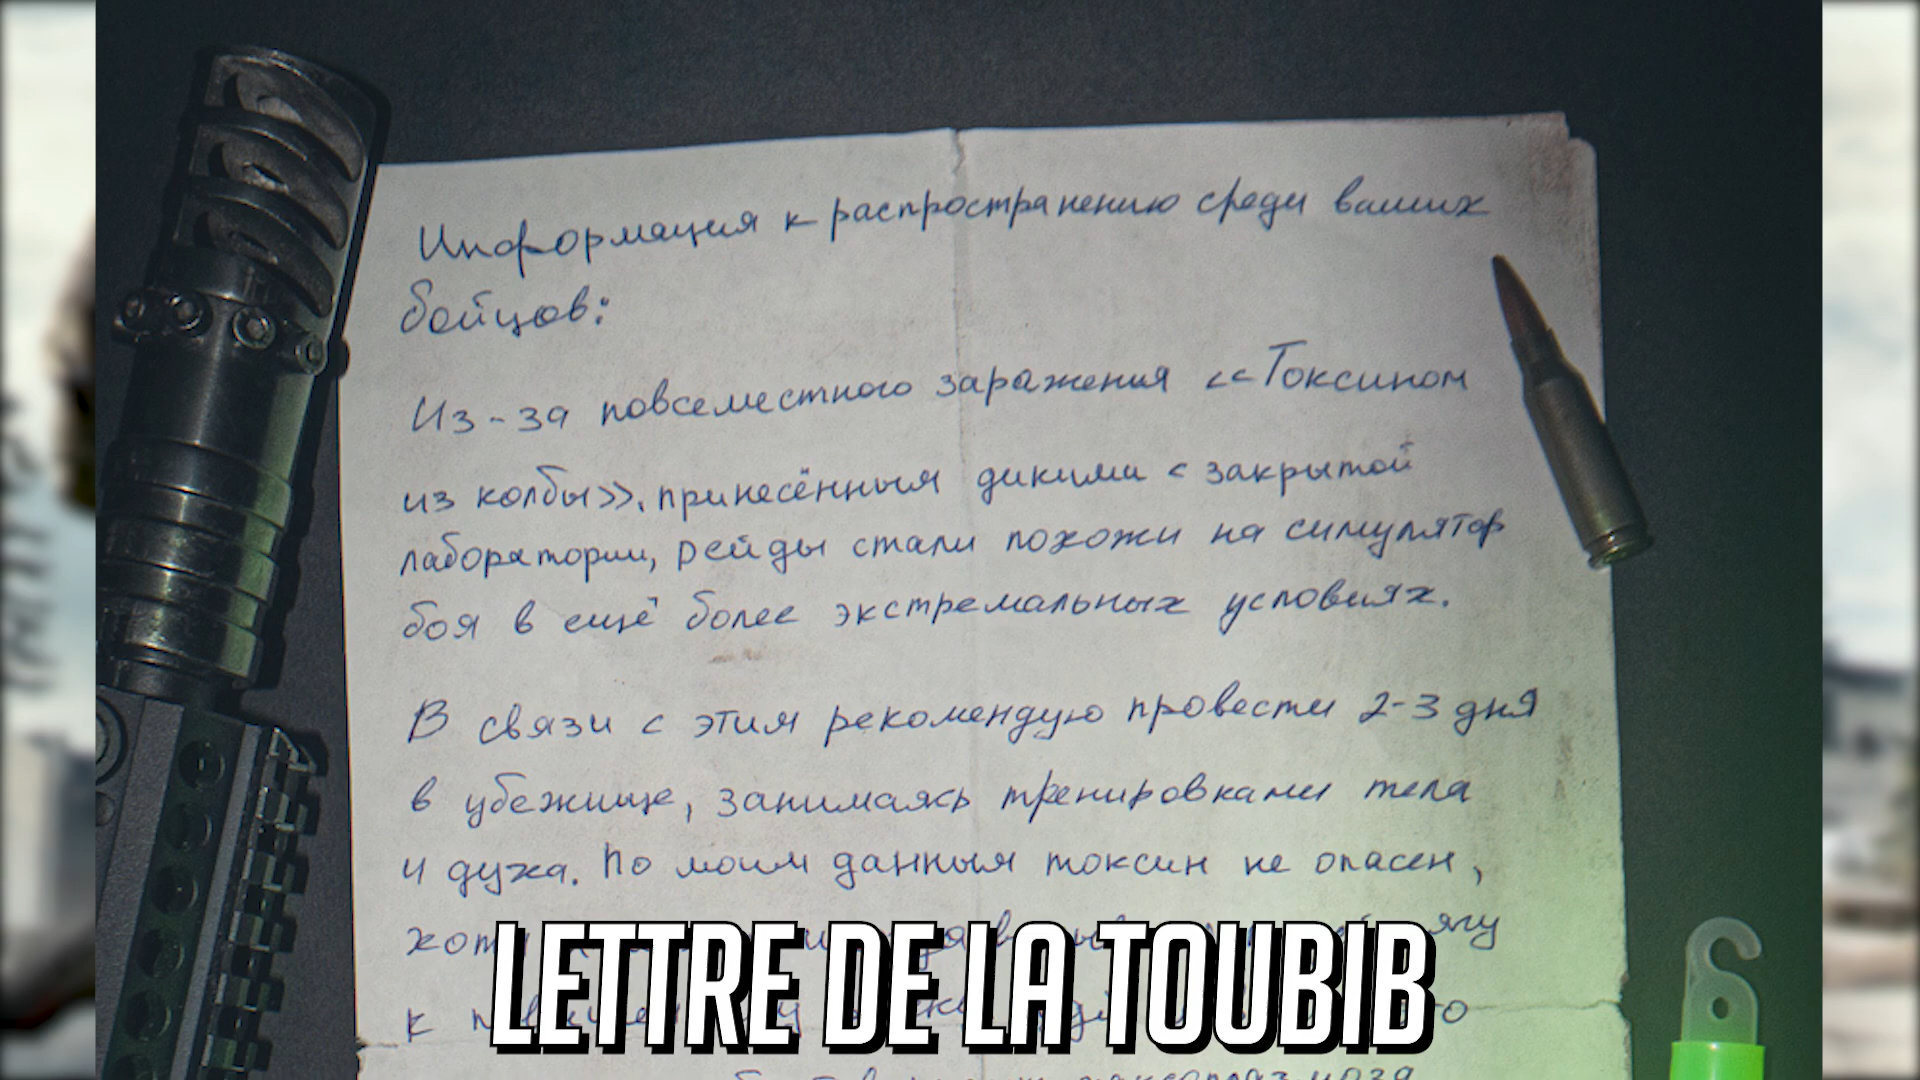 Информация к распространению среди ваших
бойцов:
Из-за повсеместного заражения «Токсином
из колбы», принесённым дикими с закрытой
лаборатории, рейды стали похожи на симулятор
боя в ещё более экстремальных условиях.
В связи с этим рекомендую провести 2-3 дня
в убежище, занимаясь тренировками тела
и духа. По моим данным токсин не опасен,
LETTRE DE LA TOUBIB
к